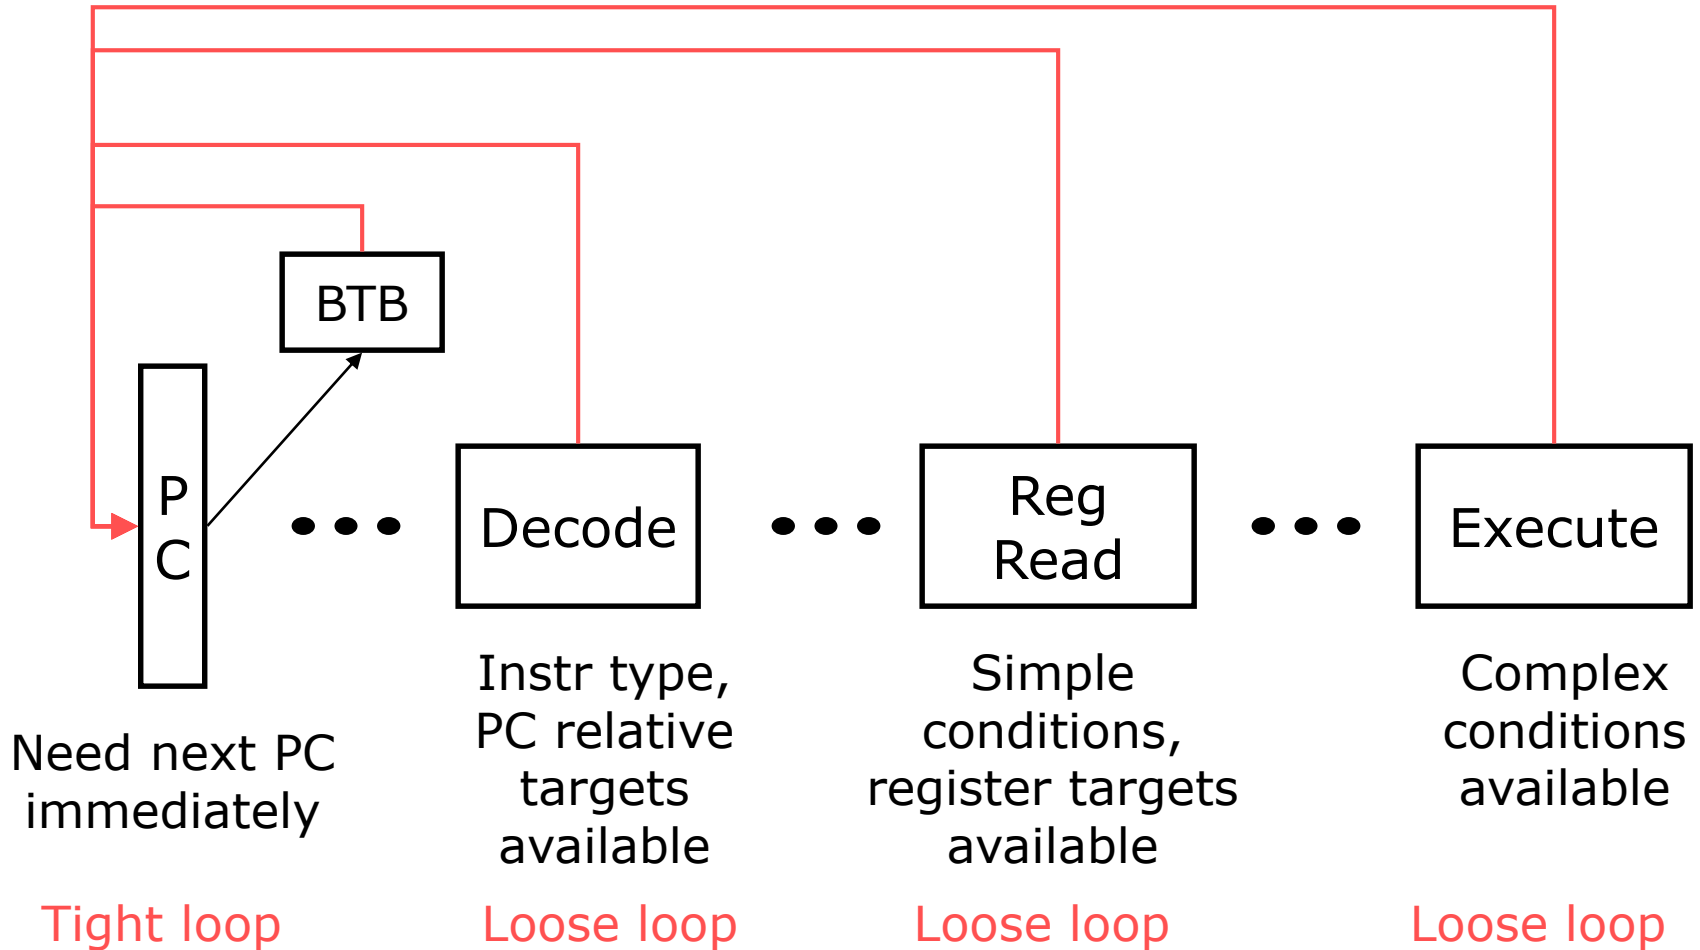 BTB
P
C
Decode
Reg
Read
Execute
Need next PC
immediately
Instr type,
PC relative
targets
available
Simple
conditions,
register targets
available
Complex
conditions
available
Tight loop
Loose loop
Loose loop
Loose loop